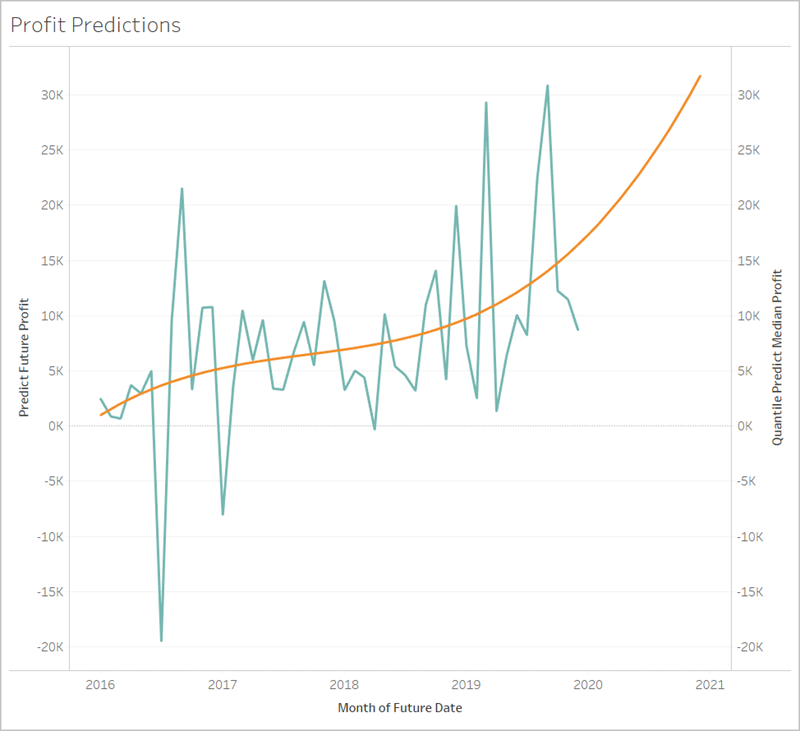 Profit Predictions
30K 30K
25K 25K
20K 20K
15K 15K
10K 10K
5K 5K
0K 0K
-5K -5K
-10K -10K
-15K -15K
-20K -20K
Predict Future Profit
Quantile Predict Median Profit
2016 2017 2018 2019 2020 2021
Month of Future Date